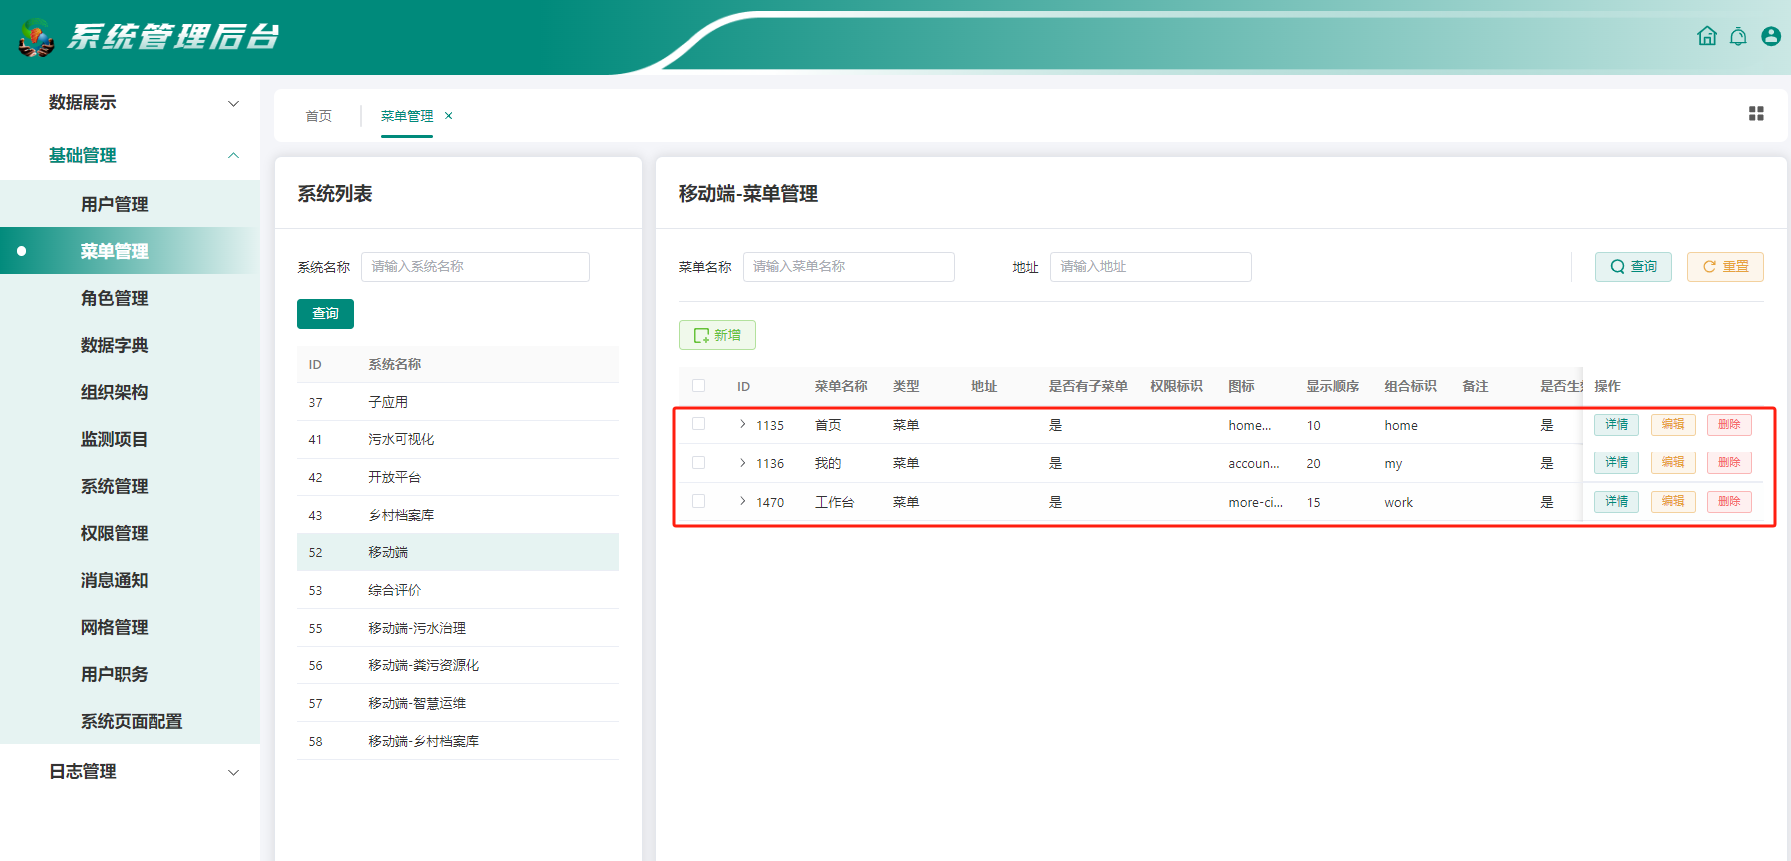 系统管理后台
数据展示
基础管理
用户管理
菜单管理
角色管理
数据字典
组织架构
监测项目
系统管理
权限管理
消息通知
网格管理
用户职务
系统页面配置
日志管理
首页 菜单管理 ×
系统列表
系统名称 请输入系统名称
查询
ID 系统名称
37 子应用
41 污水可视化
42 开放平台
43 乡村档案库
52 移动端
53 综合评价
55 移动端-污水治理
56 移动端-粪污资源化
57 移动端-智慧运维
58 移动端-乡村档案库
移动端-菜单管理
菜单名称 请输入菜单名称 地址 请输入地址 查询 重置
新增
ID 菜单名称 类型 地址 是否有子菜单 权限标识 图标 显示顺序 组合标识 备注 是否生 操作
1135 首页 菜单 是 home... 10 home 是 详情 编辑 删除
1136 我的 菜单 是 accoun... 20 my 是 详情 编辑 删除
1470 工作台 菜单 是 more-ci... 15 work 是 详情 编辑 删除